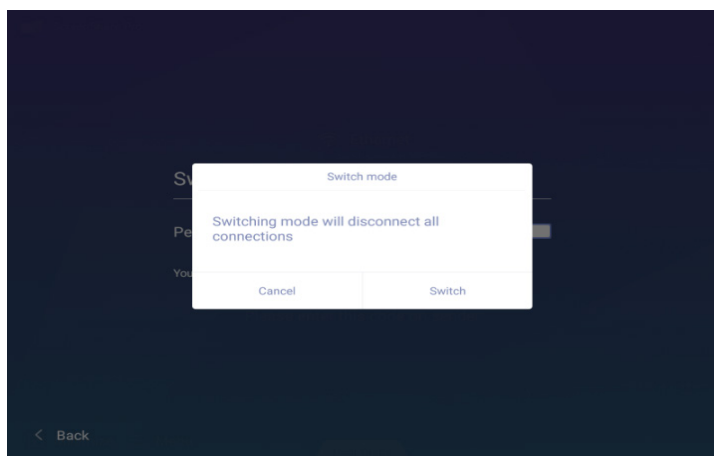 Switch mode
Switching mode will disconnect all
connections
Cancel
Switch
< Back